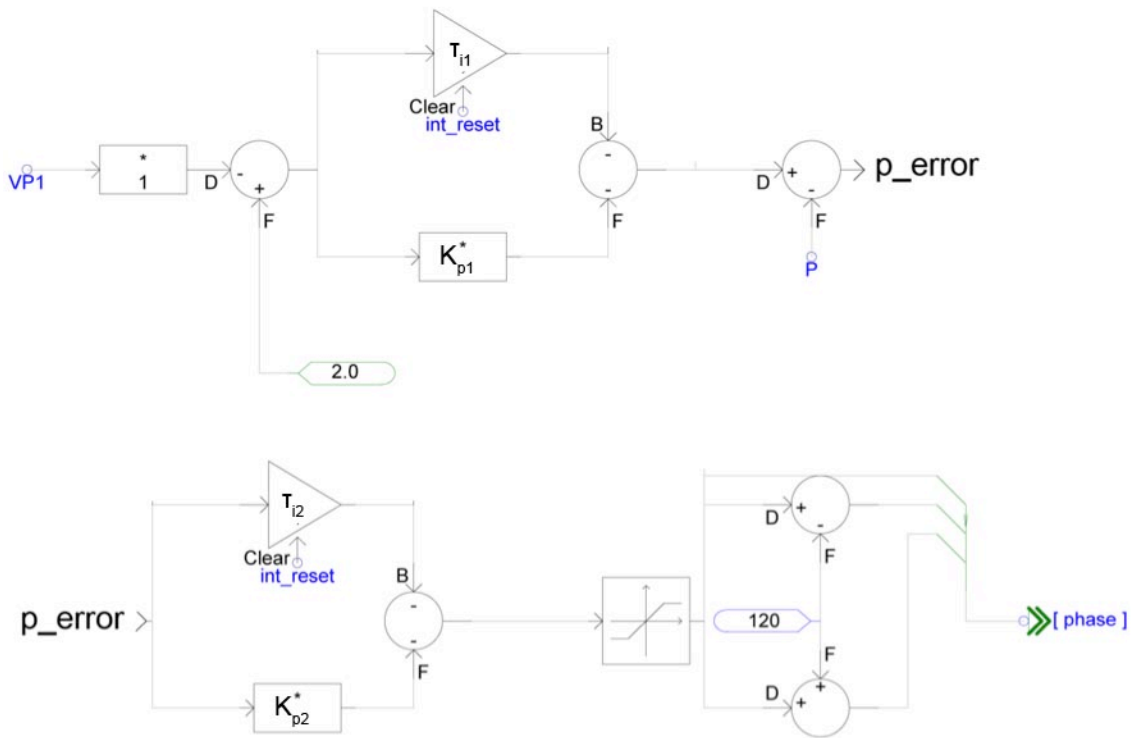 T i1
Clear
int_reset
B
*
1
VP1
D
-
+
F
-
-
F
D
+
-
F
p_error
P
K p1 *
2.0
T i2
Clear
int_reset
B
p_error
-
-
F
K p2 *
D
+
-
F
120
F
D
+
+
[ phase ]